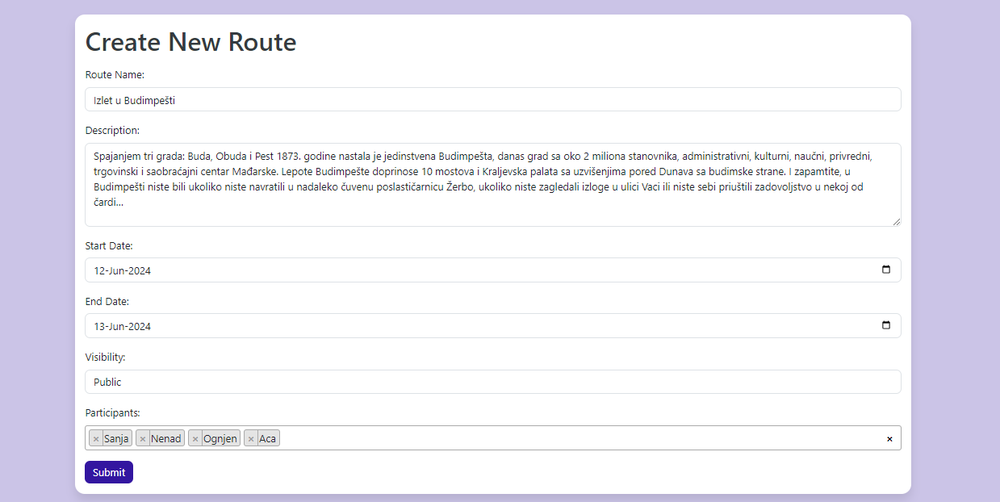 Create New Route
Route Name:
Izlet u Budimpešti
Description:
Spajanjem tri grada: Buda, Obuda i Pest 1873. godine nastala je jedinstvena Budimpešta, danas grad sa oko 2 miliona stanovnika, administrativni, kulturni, naučni, privredni,
trgovinski i saobraćajni centar Mađarske. Lepote Budimpešte doprinose 10 mostova i Kraljevska palata sa uzvišenjima pored Dunava sa budimske strane. I zapamtite, u
Budimpešti niste bili ukoliko niste navratili u nadaleko čuvenu poslastičarnicu Žerbo, ukoliko niste zagledali izloge u ulici Vaci ili niste sebi priuštili zadovoljstvo u nekoj od
čardi...
Start Date:
12-Jun-2024
End Date:
13-Jun-2024
Visibility:
Public
Participants:
× Sanja × Nenad × Ognjen × Aca ×
Submit